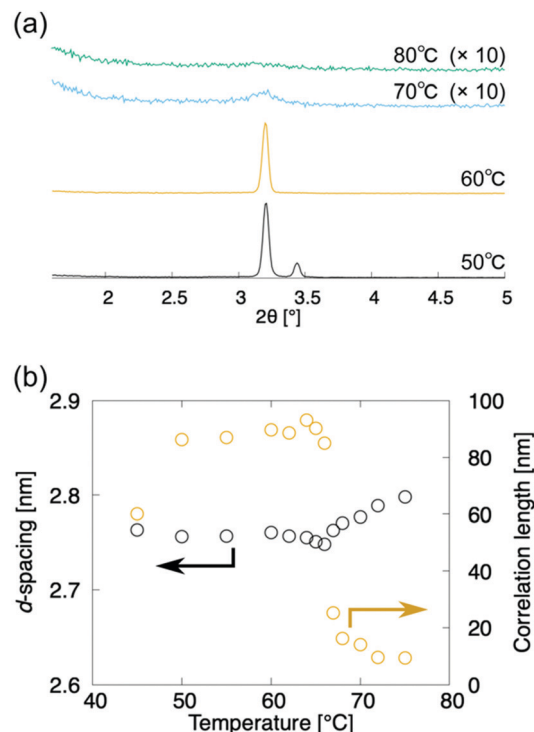 (a)
80°C (× 10)
70°C (× 10)
60°C
50°C
2 2.5 3 3.5 4 4.5 5
2θ [°]
(b)
2.9 100
2.8 80
60
2.7 40
20
2.6 0
40 50 60 70 80
d-spacing [nm]
Correlation length [nm]
Temperature [°C]